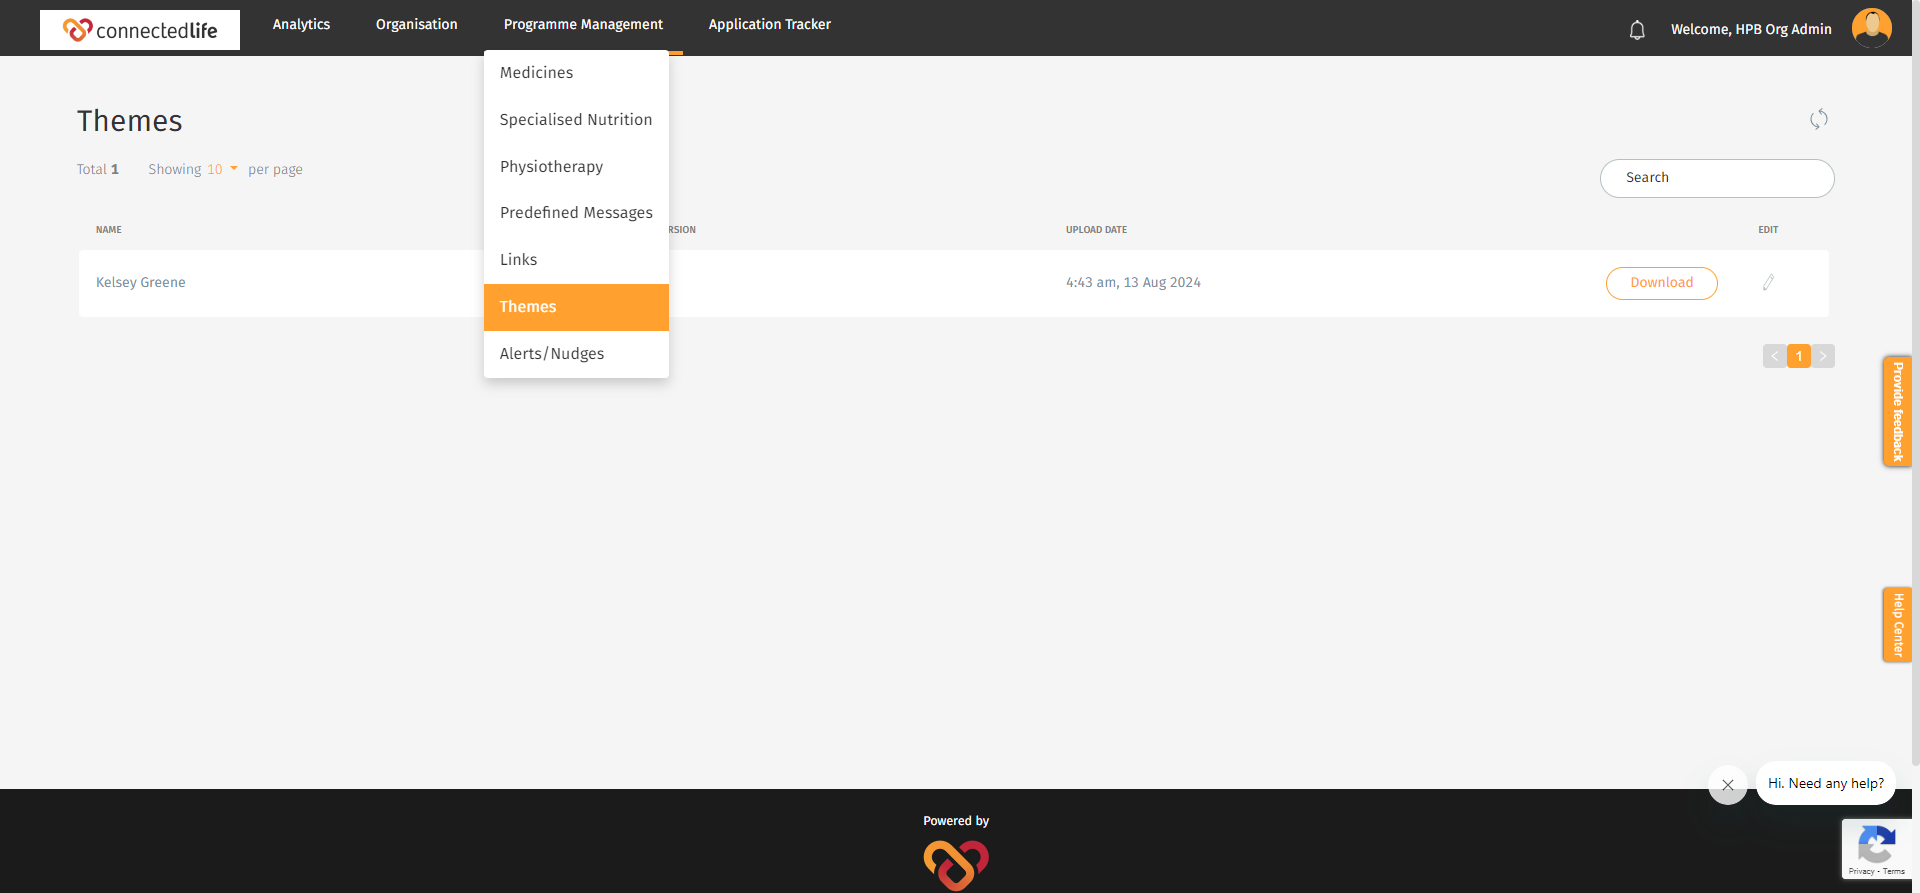 connectedlife
Analytics
Organisation
Programme Management
Application Tracker
Welcome, HPB Org Admin
Medicines
Specialised Nutrition
Physiotherapy
Predefined Messages
Links
Themes
Alerts/Nudges
Themes
Total 1 Showing 10 per page
Search
NAME RSION UPLOAD DATE EDIT
Kelsey Greene 4:43 am, 13 Aug 2024 Download
< 1 >
Provide feedback
Help Center
Hi. Need any help?
Powered by
Privacy - Terms